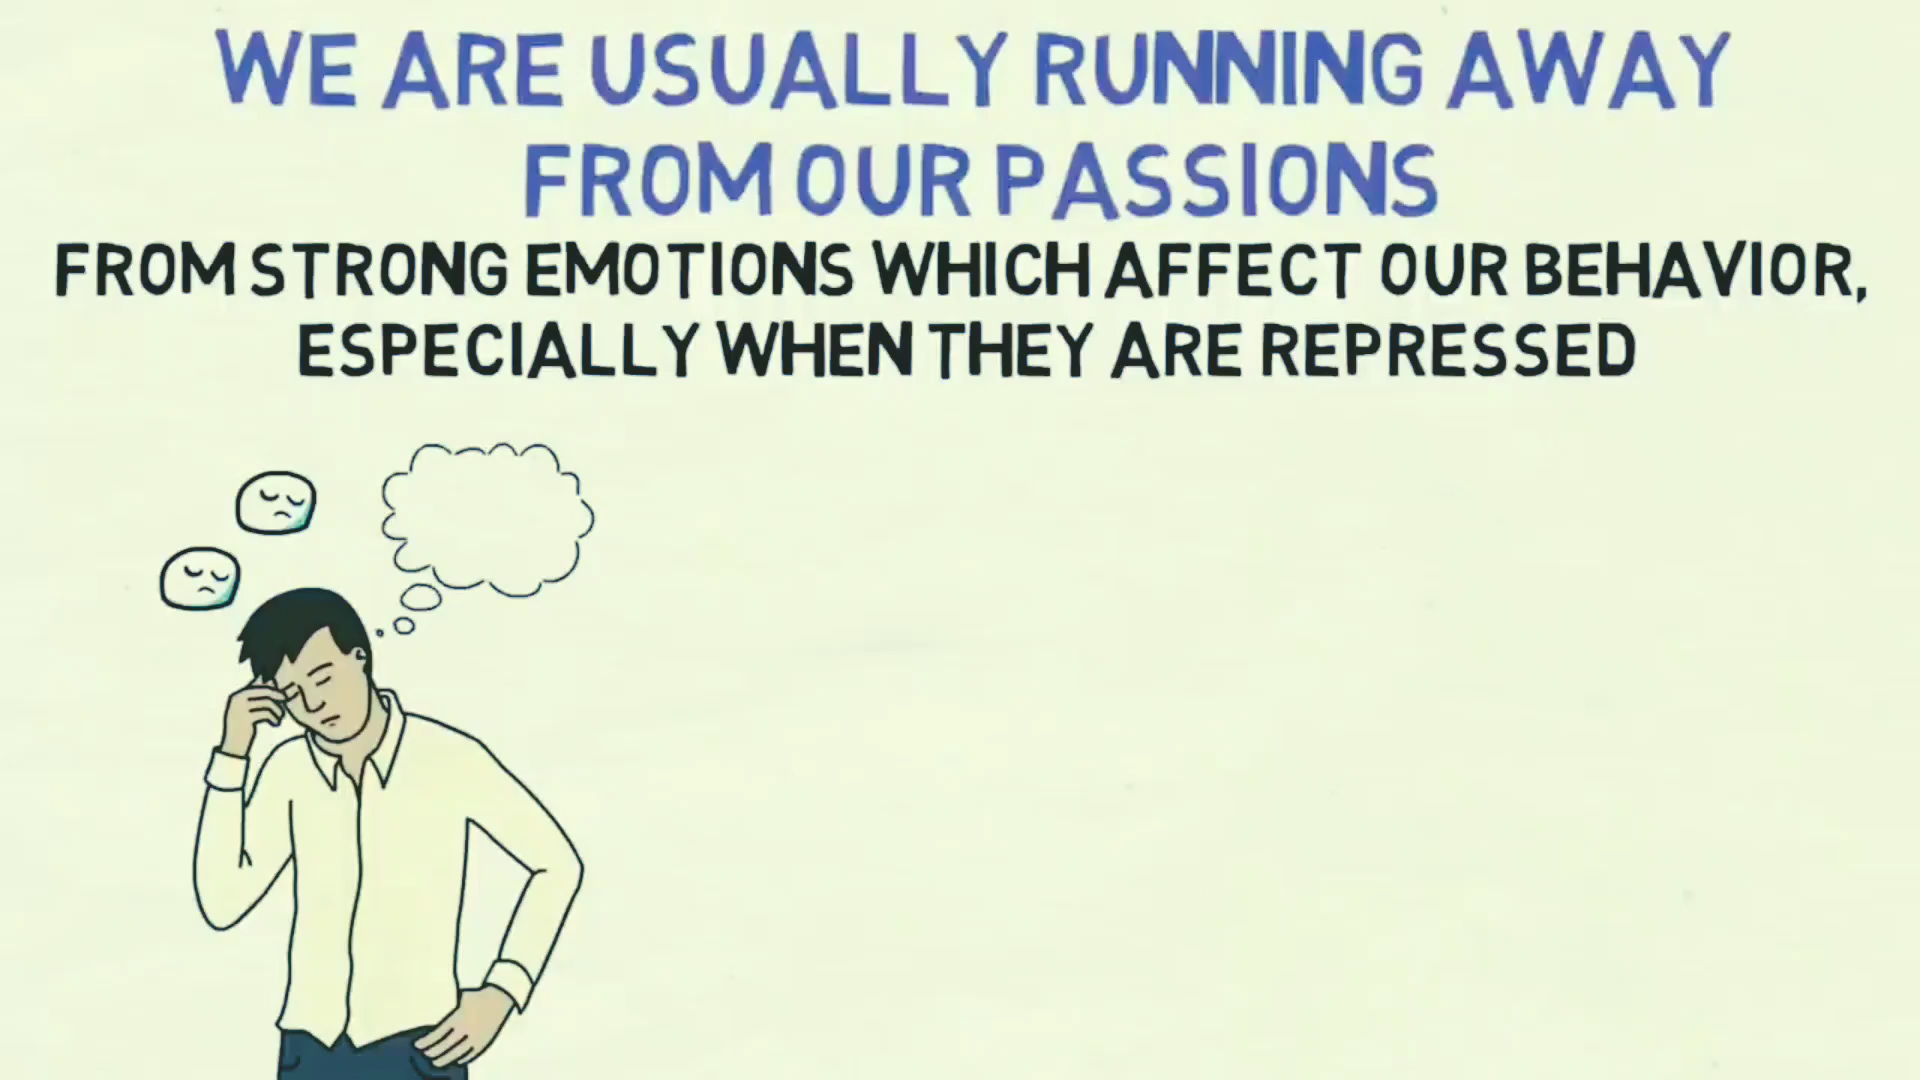 WE ARE USUALLY RUNNING AWAY
FROM OUR PASSIONS
FROM STRONG EMOTIONS WHICH AFFECT OUR BEHAVIOR,
ESPECIALLY WHEN THEY ARE REPRESSED